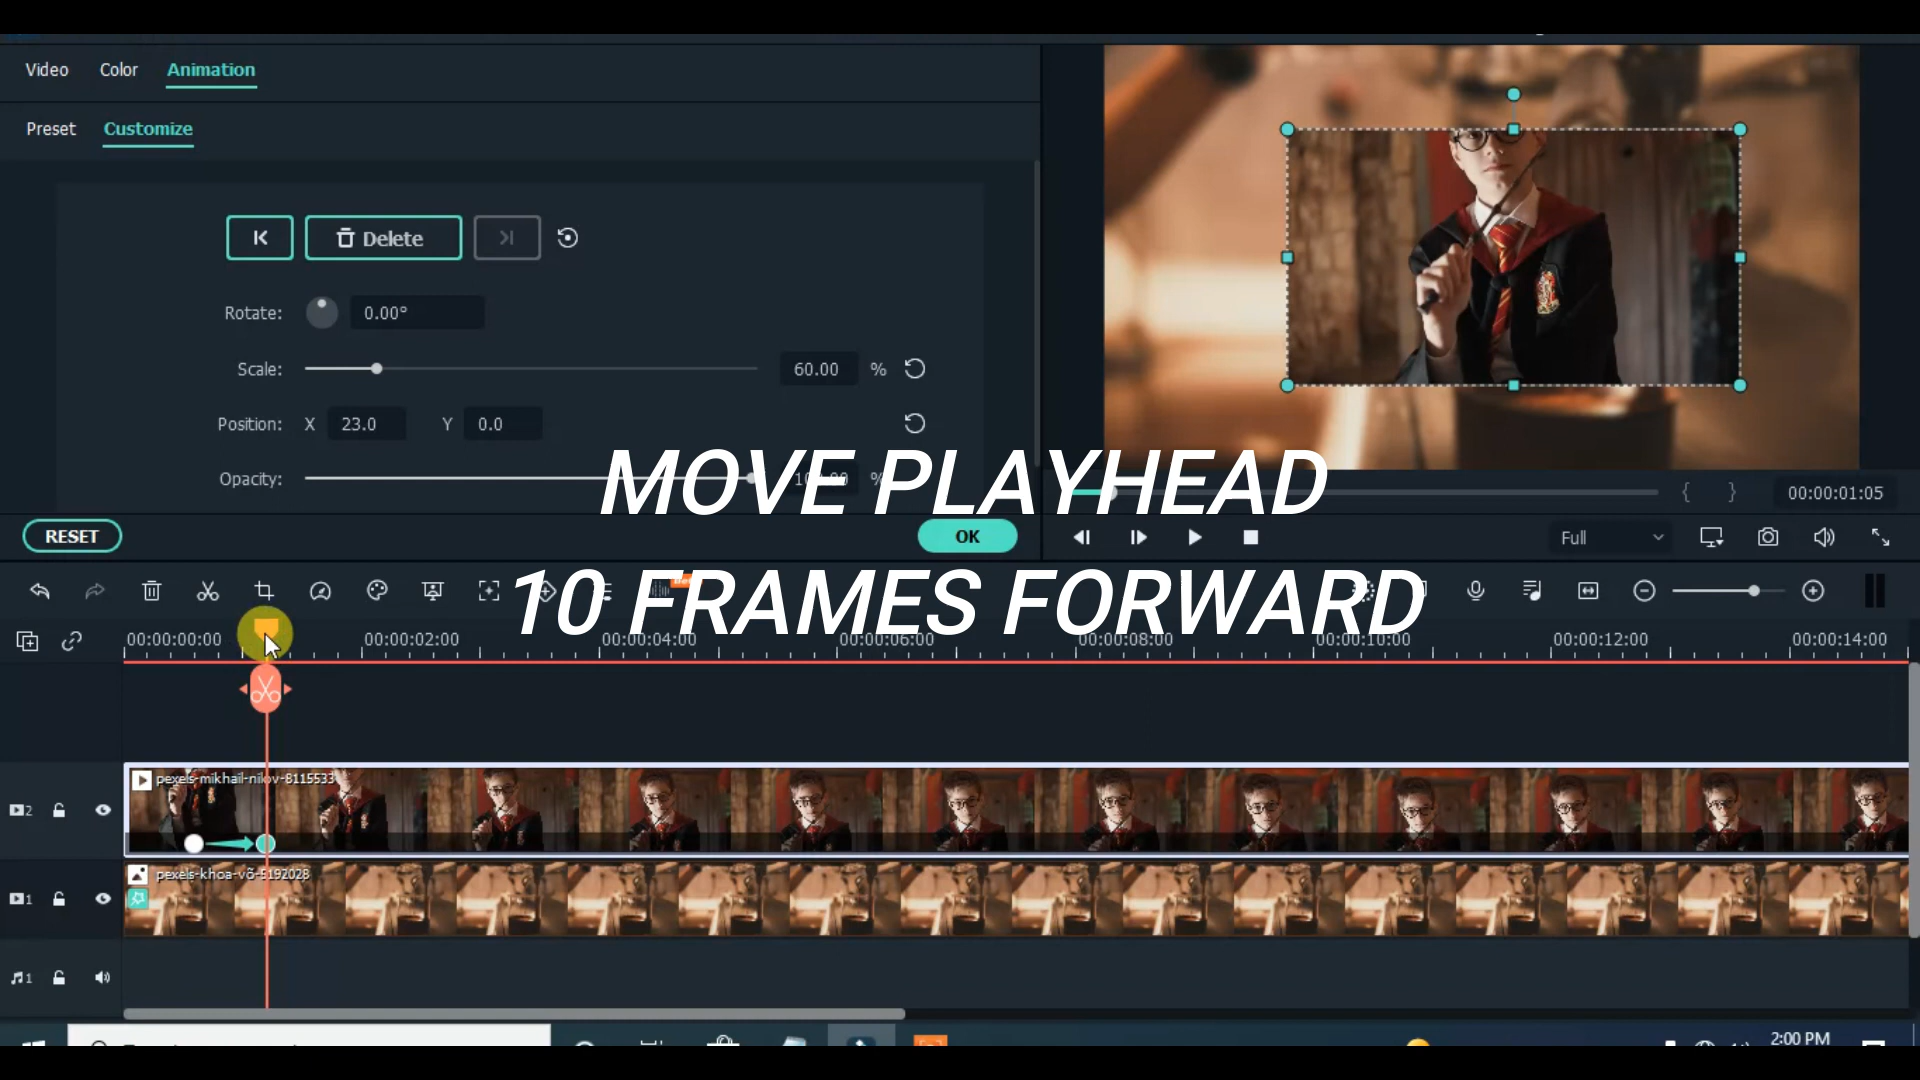 Video Color Animation
Preset Customize
Delete
Rotate: 0.00°
Scale: 60.00 %
Position: X 23.0 Y 0.0
Opacity: %
MOVE PLAYHEAD
10 FRAMES FORWARD
{ } 00:00:01:05
RESET OK
Full
00:00:00:00 00:00:02:00 00:00:04:00 00:00:06:00 00:00:08:00 00:00:10:00 00:00:12:00 00:00:14:00
pexels-mikhail-nilov-8115533
2
pexels-khoa-võ-5192028
1
1
2:00 PM